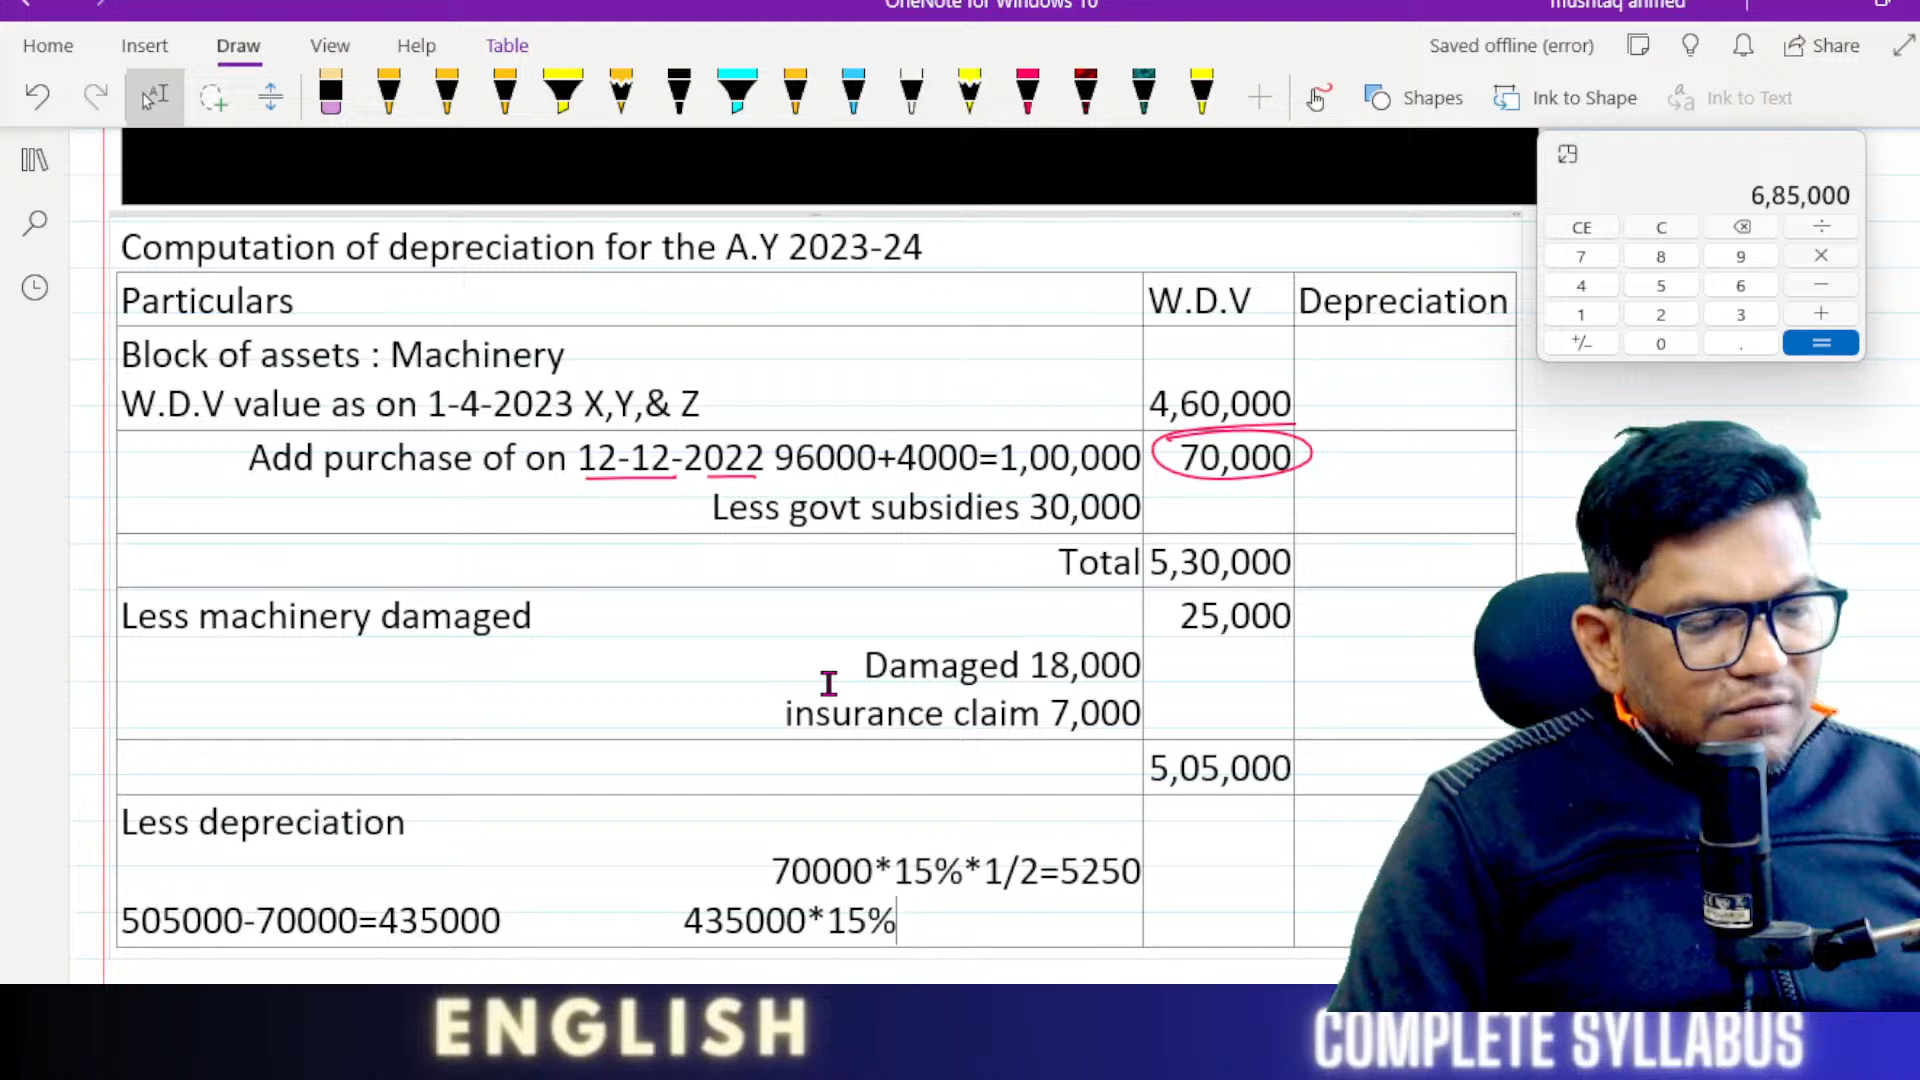 OneNote for Windows 10
mushtaq ahmed
Home Insert Draw View Help Table
Saved offline (error) Share
Shapes Ink to Shape Ink to Text
6,85,000
CE C ÷
7 8 9 ×
4 5 6 −
1 2 3 +
+/− 0 . =
Computation of depreciation for the A.Y 2023-24
Particulars W.D.V Depreciation
Block of assets : Machinery
W.D.V value as on 1-4-2023 X,Y,& Z 4,60,000
Add purchase of on 12-12-2022 96000+4000=1,00,000 70,000
Less govt subsidies 30,000
Total 5,30,000
Less machinery damaged 25,000
Damaged 18,000
insurance claim 7,000
5,05,000
Less depreciation
70000*15%*1/2=5250
505000-70000=435000 435000*15%
ENGLISH
COMPLETE SYLLABUS